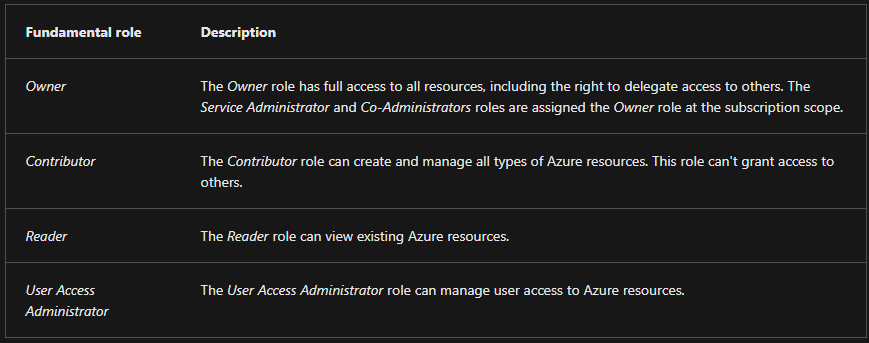 Fundamental role Description
Owner The Owner role has full access to all resources, including the right to delegate access to others. The
Service Administrator and Co-Administrators roles are assigned the Owner role at the subscription scope.
Contributor The Contributor role can create and manage all types of Azure resources. This role can't grant access to
others.
Reader The Reader role can view existing Azure resources.
User Access The User Access Administrator role can manage user access to Azure resources.
Administrator